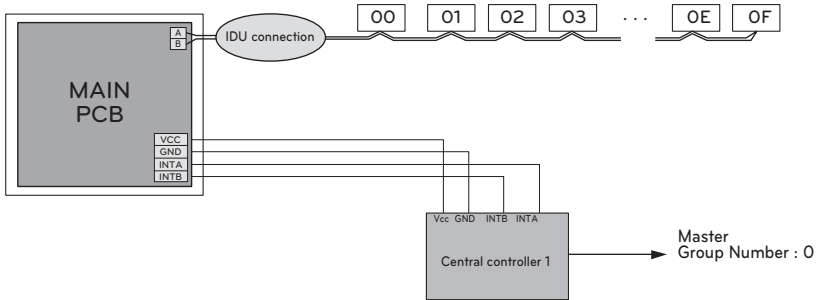 00 01 02 03 ... 0E 0F
A
B
IDU connection
MAIN
PCB
VCC
GND
INTA
INTB
Vcc GND INTB INTA
Central controller 1
Master
Group Number : 0